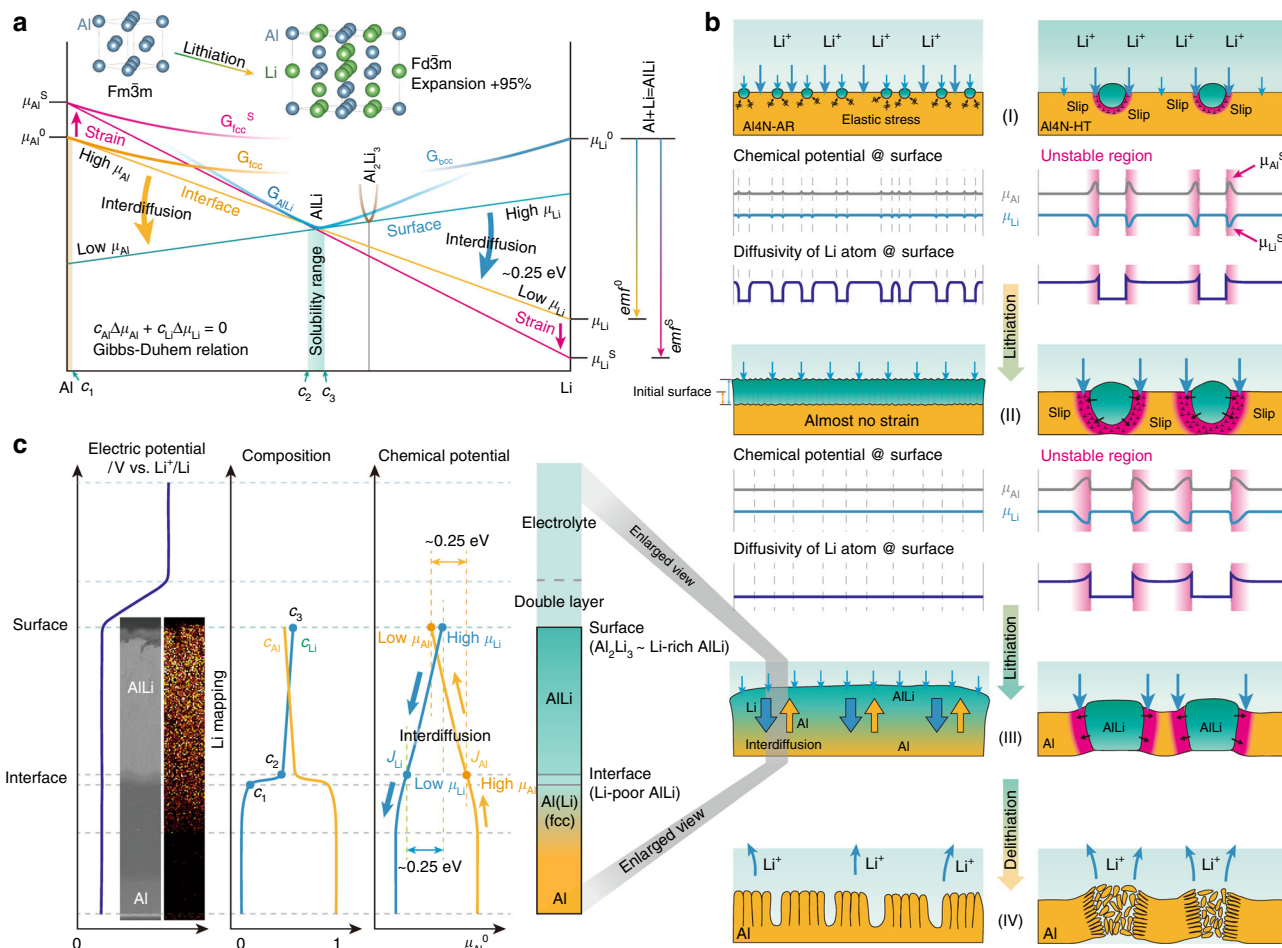 a
Al
Lithiation
Al
Li
Fm3̄m
Fd3̄m
Expansion +95%
μAl^S
μAl^0
Strain
High μAl
Interdiffusion
Low μAl
Gfcc^S
Gfcc
Interface
GAlLi
AlLi
Al2Li3
Gbcc
Surface
High μLi
Interdiffusion
~0.25 eV
Low μLi
Strain
Solubility range
cAlΔμAl + cLiΔμLi = 0
Gibbs-Duhem relation
Al
c1
c2
c3
Li
μLi^0
μLi
μLi^S
Al+Li=AlLi
emf^0
emf^S
b
Li+
Li+
Li+
Li+
Elastic stress
Al4N-AR
Li+
Li+
Li+
Li+
Slip
Slip
Slip
Al4N-HT
(I)
Chemical potential @ surface
Unstable region
μAl
μLi
μAl^S
μLi^S
Diffusivity of Li atom @ surface
Lithiation
Initial surface
Almost no strain
(II)
Slip
Slip
Slip
Chemical potential @ surface
Unstable region
μAl
μLi
Diffusivity of Li atom @ surface
Lithiation
AlLi
Li
Al
Interdiffusion
Al
(III)
AlLi
AlLi
Al
Delithiation
Li+
Li+
Li+
(IV)
Li+
Li+
c
Electric potential
/V vs. Li+/Li
Composition
Chemical potential
Surface
Interface
AlLi
Al
Li mapping
0
c3
cAl
cLi
c2
c1
0
1
~0.25 eV
Low μAl
High μLi
Interdiffusion
JLi
JAl
Low μLi
High μAl
~0.25 eV
μAl^0
Electrolyte
Double layer
Surface
(Al2Li3 ~ Li-rich AlLi)
AlLi
Interface
(Li-poor AlLi)
Al(Li)
(fcc)
Al
Enlarged view
Enlarged view